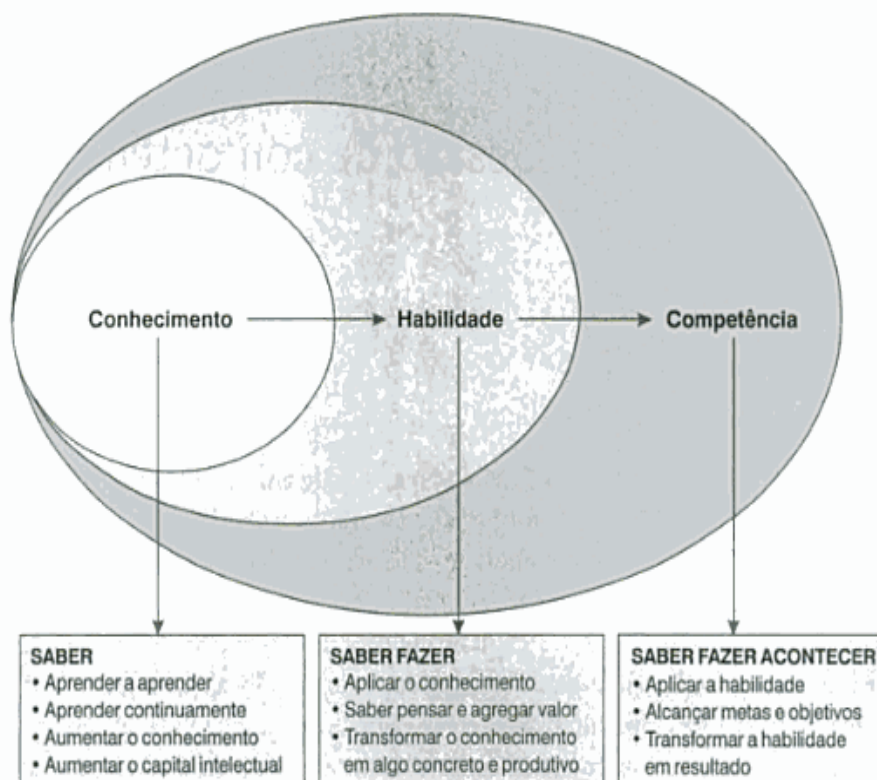 Conhecimento
Habilidade
Competência
SABER
• Aprender a aprender
• Aprender continuamente
• Aumentar o conhecimento
• Aumentar o capital intelectual
SABER FAZER
• Aplicar o conhecimento
• Saber pensar e agregar valor
• Transformar o conhecimento
em algo concreto e produtivo
SABER FAZER ACONTECER
• Aplicar a habilidade
• Alcançar metas e objetivos
• Transformar a habilidade
em resultado